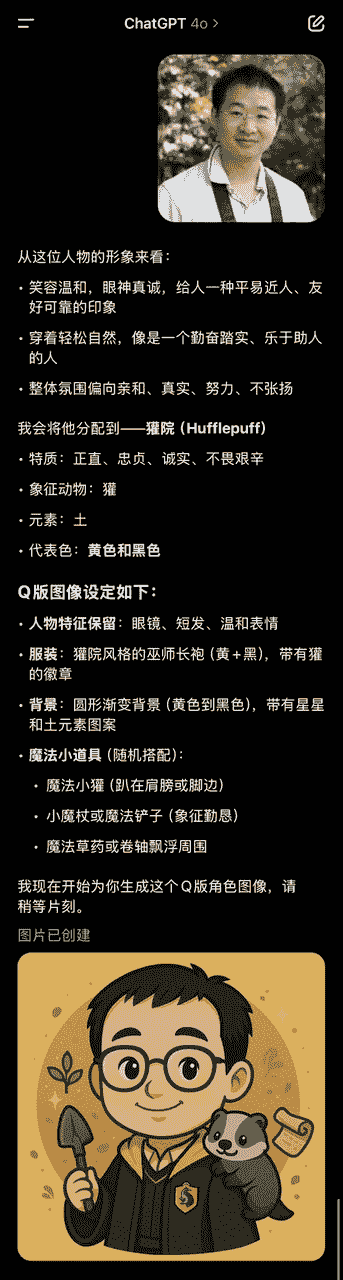 ChatGPT 4o >
从这位人物的形象来看：
• 笑容温和，眼神真诚，给人一种平易近人、友
好可靠的印象
• 穿着轻松自然，像是一个勤奋踏实、乐于助人
的人
• 整体氛围偏向亲和、真实、努力、不张扬
我会将他分配到——獾院（Hufflepuff）
• 特质：正直、忠贞、诚实、不畏艰辛
• 象征动物：獾
• 元素：土
• 代表色：黄色和黑色
Q版图像设定如下：
• 人物特征保留：眼镜、短发、温和表情
• 服装：獾院风格的巫师长袍（黄+黑），带有獾
的徽章
• 背景：圆形渐变背景（黄色到黑色），带有星星
和土元素图案
• 魔法小道具（随机搭配）：
• 魔法小獾（趴在肩膀或脚边）
• 小魔杖或魔法铲子（象征勤恳）
• 魔法草药或卷轴飘浮周围
我现在开始为你生成这个Q版角色图像，请
稍等片刻。
图片已创建